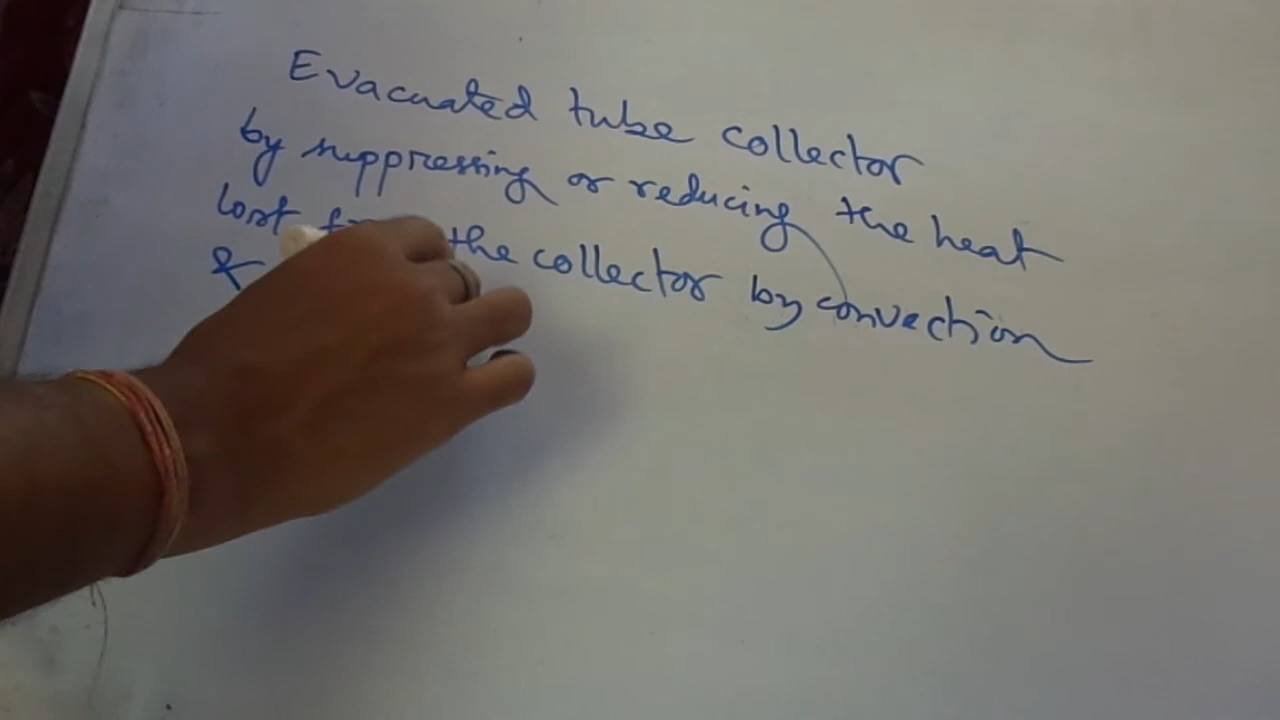 Evacuated tube collector
by suppressing or reducing the heat
lost the collector by convection
&